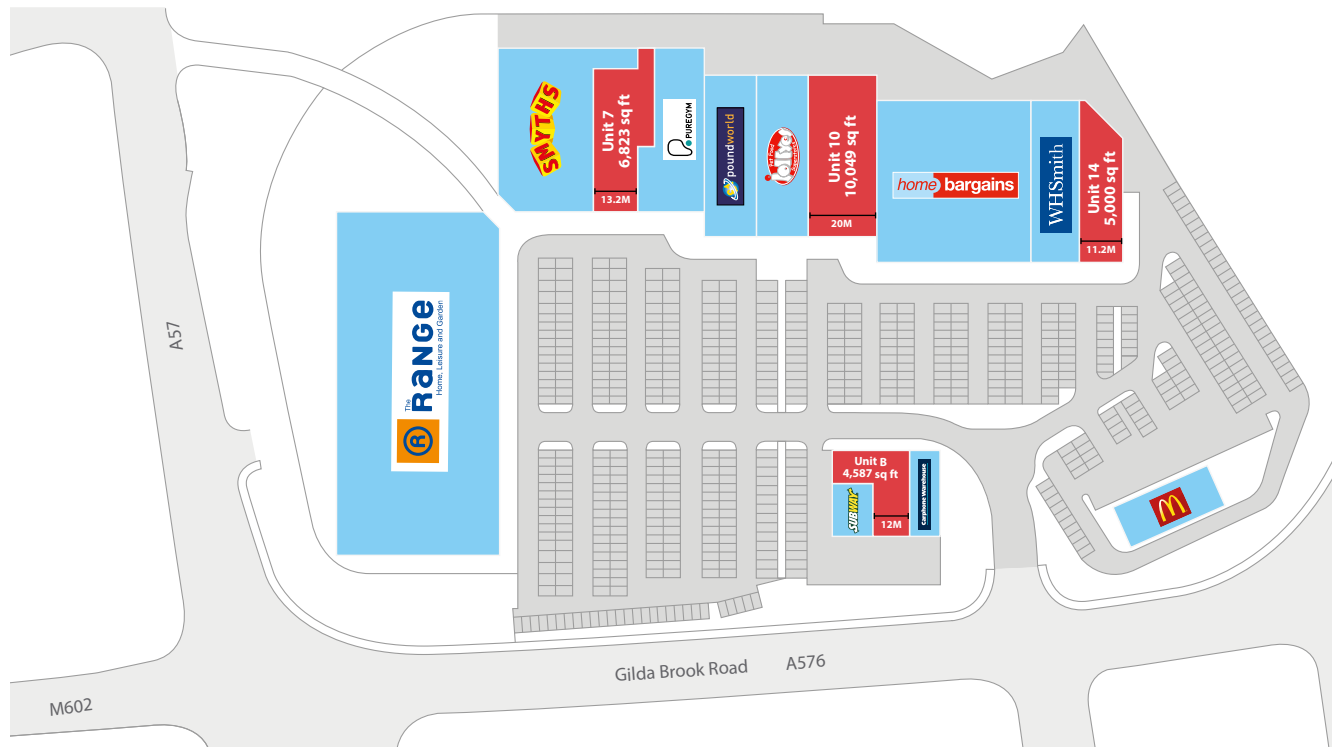 SMYTHS
Unit 7
6,823 sq ft
13.2M
PUREGYM
poundworld
Unit 10
10,049 sq ft
20M
home bargains
WHSmith
Unit 14
5,000 sq ft
11.2M
A57
The
RaNGe
Home, Leisure and Garden
R
Unit B
4,587 sq ft
SUBWAY
12M
Carphone Warehouse
M
Gilda Brook Road
A576
M602